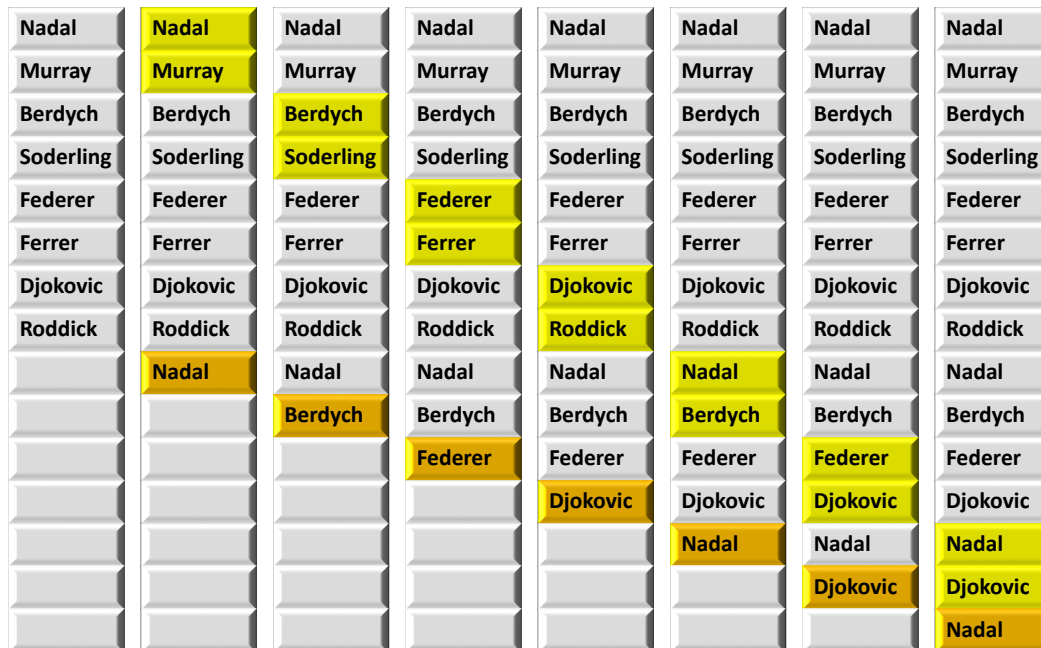 Nadal Nadal Nadal Nadal Nadal Nadal Nadal Nadal
Murray Murray Murray Murray Murray Murray Murray Murray
Berdych Berdych Berdych Berdych Berdych Berdych Berdych Berdych
Soderling Soderling Soderling Soderling Soderling Soderling Soderling Soderling
Federer Federer Federer Federer Federer Federer Federer Federer
Ferrer Ferrer Ferrer Ferrer Ferrer Ferrer Ferrer Ferrer
Djokovic Djokovic Djokovic Djokovic Djokovic Djokovic Djokovic Djokovic
Roddick Roddick Roddick Roddick Roddick Roddick Roddick Roddick
Nadal Nadal Nadal Nadal Nadal Nadal Nadal
Berdych Berdych Berdych Berdych Berdych Berdych
Federer Federer Federer Federer Federer
Djokovic Djokovic Djokovic Djokovic
Nadal Nadal Nadal
Djokovic Djokovic
Nadal